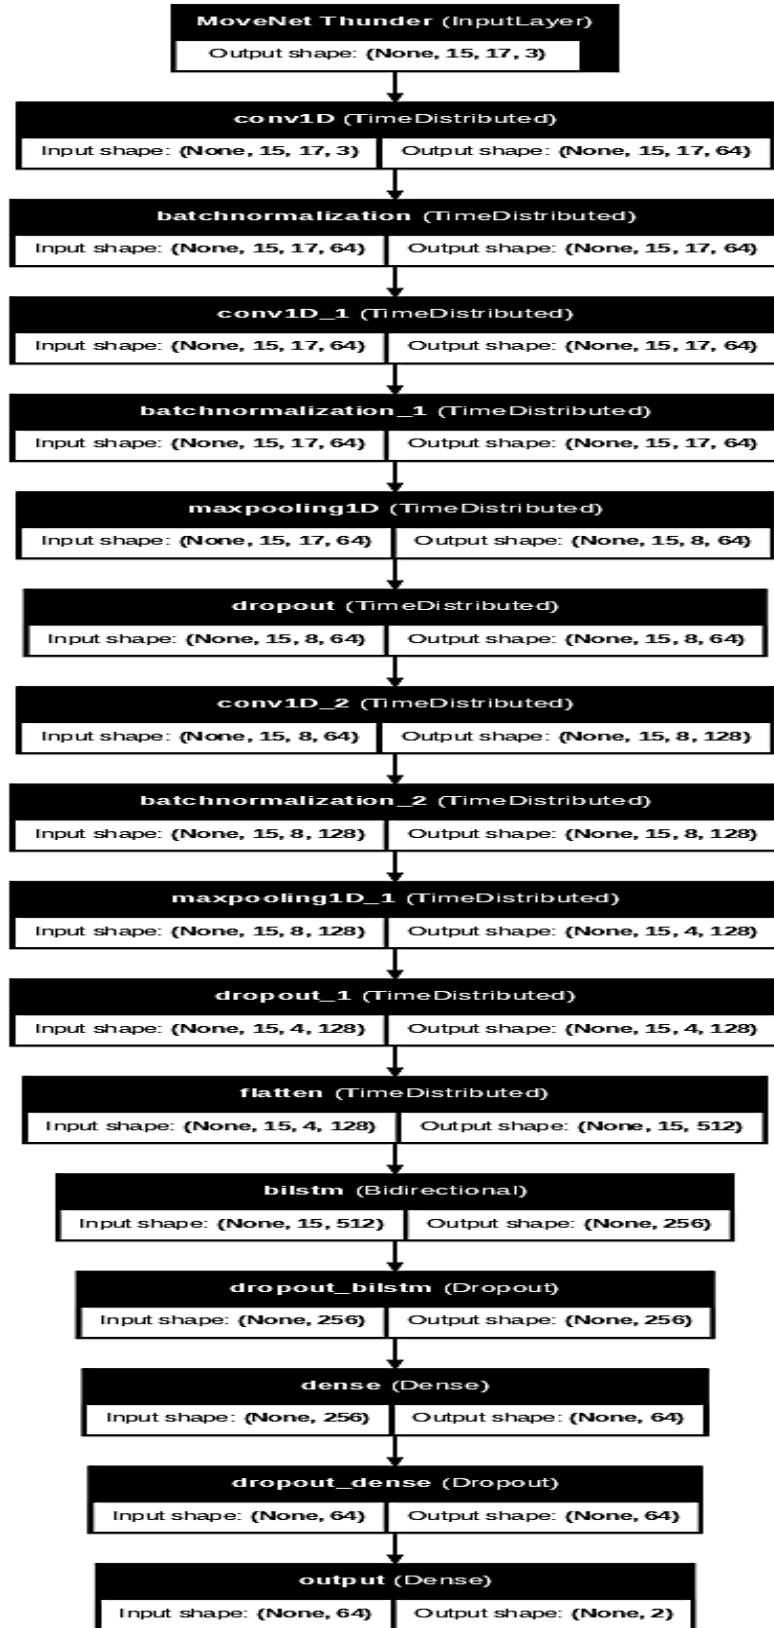 MoveNet Thunder (InputLayer)
Output shape: (None, 15, 17, 3)
conv1D (TimeDistributed)
Input shape: (None, 15, 17, 3) Output shape: (None, 15, 17, 64)
batchnormalization (TimeDistributed)
Input shape: (None, 15, 17, 64) Output shape: (None, 15, 17, 64)
conv1D_1 (TimeDistributed)
Input shape: (None, 15, 17, 64) Output shape: (None, 15, 17, 64)
batchnormalization_1 (TimeDistributed)
Input shape: (None, 15, 17, 64) Output shape: (None, 15, 17, 64)
maxpooling1D (TimeDistributed)
Input shape: (None, 15, 17, 64) Output shape: (None, 15, 8, 64)
dropout (TimeDistributed)
Input shape: (None, 15, 8, 64) Output shape: (None, 15, 8, 64)
conv1D_2 (TimeDistributed)
Input shape: (None, 15, 8, 64) Output shape: (None, 15, 8, 128)
batchnormalization_2 (TimeDistributed)
Input shape: (None, 15, 8, 128) Output shape: (None, 15, 8, 128)
maxpooling1D_1 (TimeDistributed)
Input shape: (None, 15, 8, 128) Output shape: (None, 15, 4, 128)
dropout_1 (TimeDistributed)
Input shape: (None, 15, 4, 128) Output shape: (None, 15, 4, 128)
flatten (TimeDistributed)
Input shape: (None, 15, 4, 128) Output shape: (None, 15, 512)
bilstm (Bidirectional)
Input shape: (None, 15, 512) Output shape: (None, 256)
dropout_bilstm (Dropout)
Input shape: (None, 256) Output shape: (None, 256)
dense (Dense)
Input shape: (None, 256) Output shape: (None, 64)
dropout_dense (Dropout)
Input shape: (None, 64) Output shape: (None, 64)
output (Dense)
Input shape: (None, 64) Output shape: (None, 2)